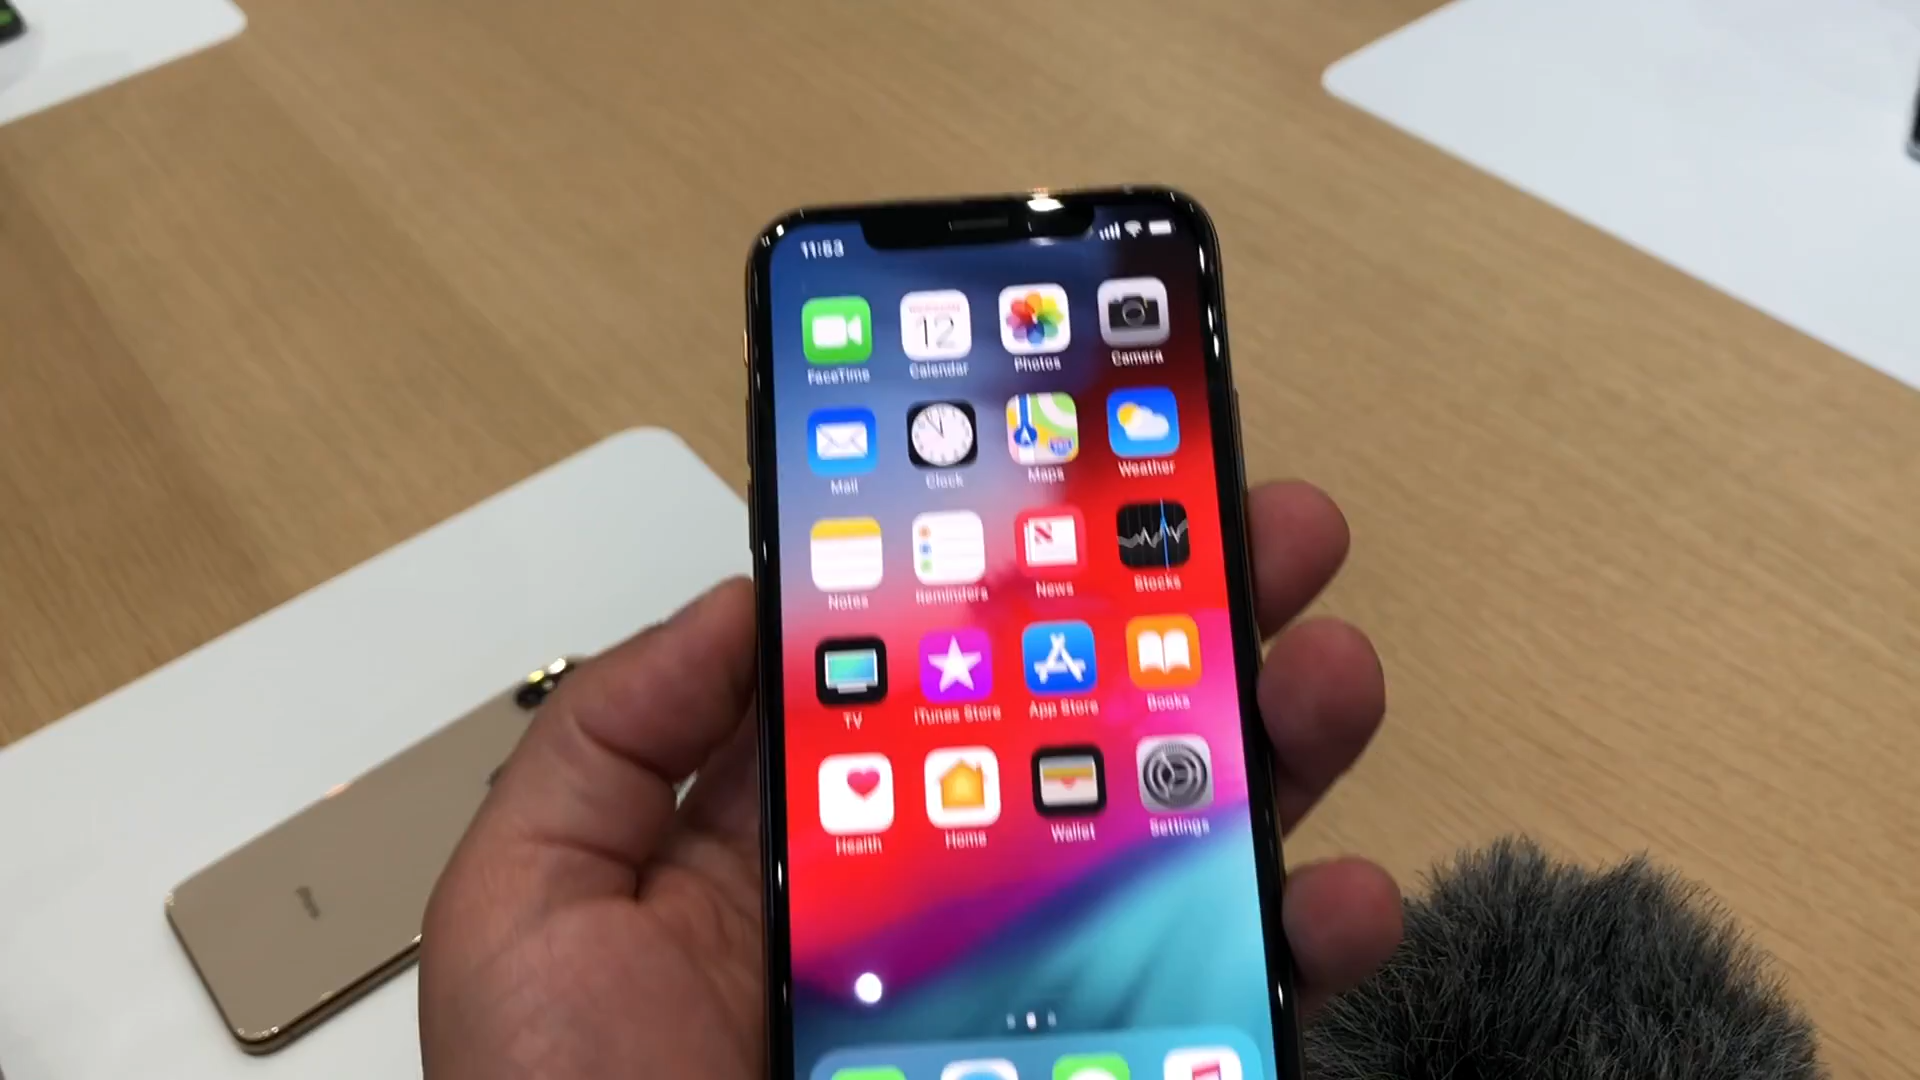 11:53
12
FaceTime Calendar Photos Camera
Mail Clock Maps Weather
Notes Reminders News Stocks
TV iTunes Store App Store Books
Health Home Wallet Settings